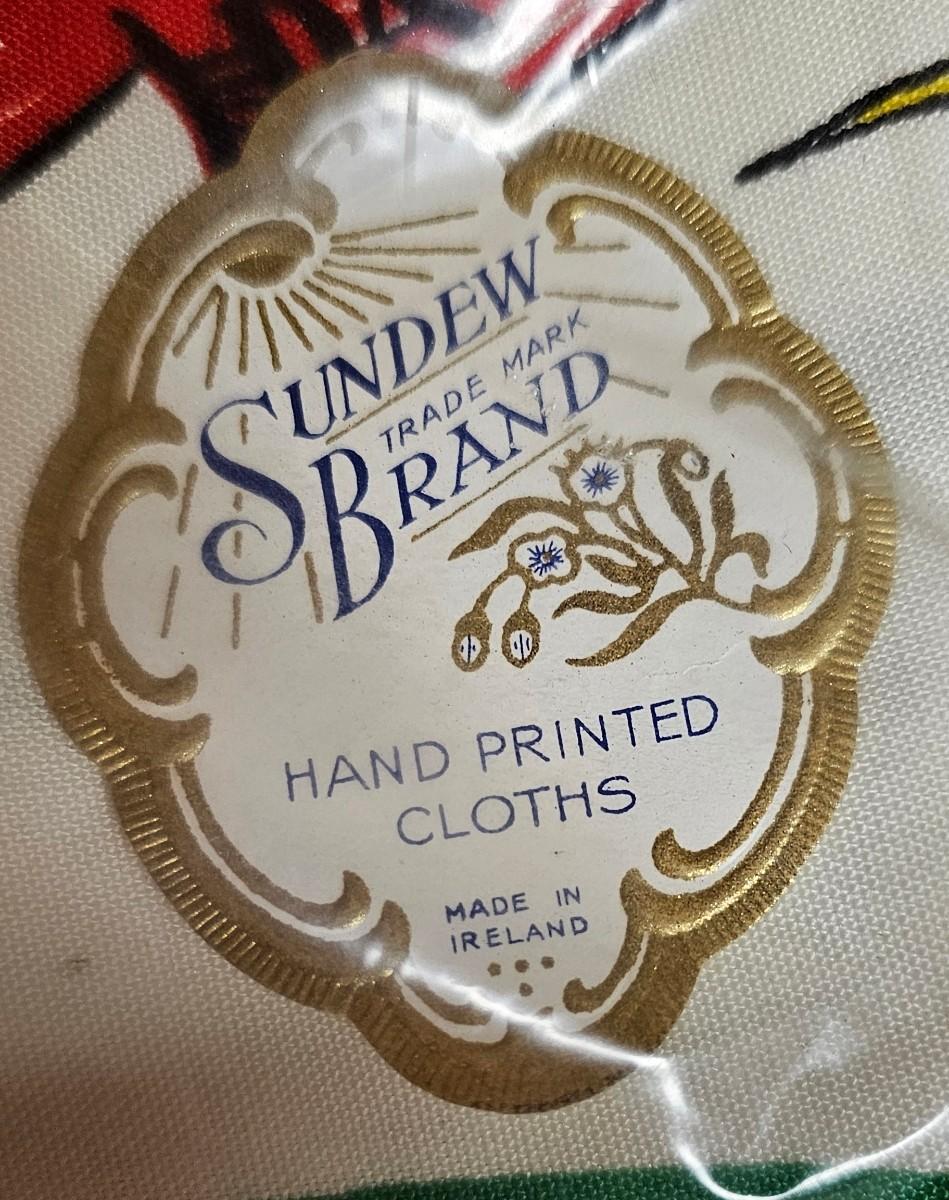 SUNDEW
TRADE MARK
BRAND
HAND PRINTED
CLOTHS
MADE IN
IRELAND